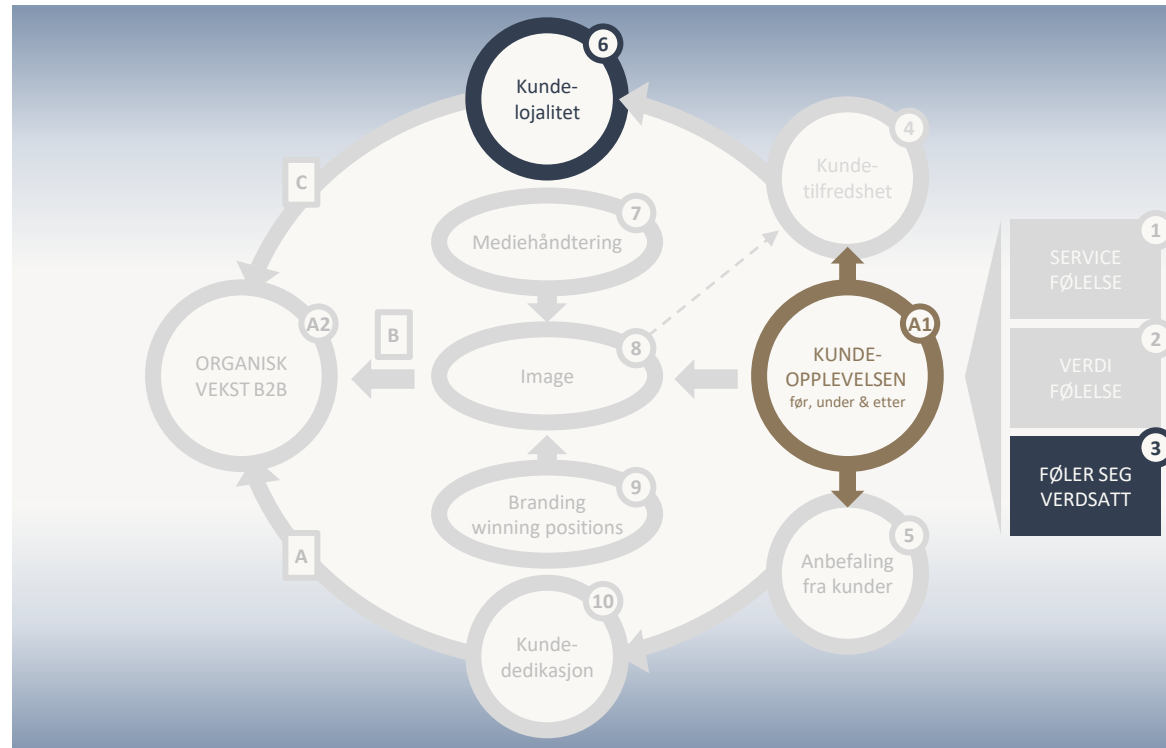 6
Kunde-
lojalitet
4
Kunde-
tilfredshet
C
7
Mediehåndtering
1
SERVICE
FØLELSE
A2
ORGANISK
VEKST B2B
B
8
Image
A1
KUNDE-
OPPLEVELSEN
før, under & etter
2
VERDI
FØLELSE
3
FØLER SEG
VERDSATT
9
Branding
winning positions
A
5
Anbefaling
fra kunder
10
Kunde-
dedikasjon